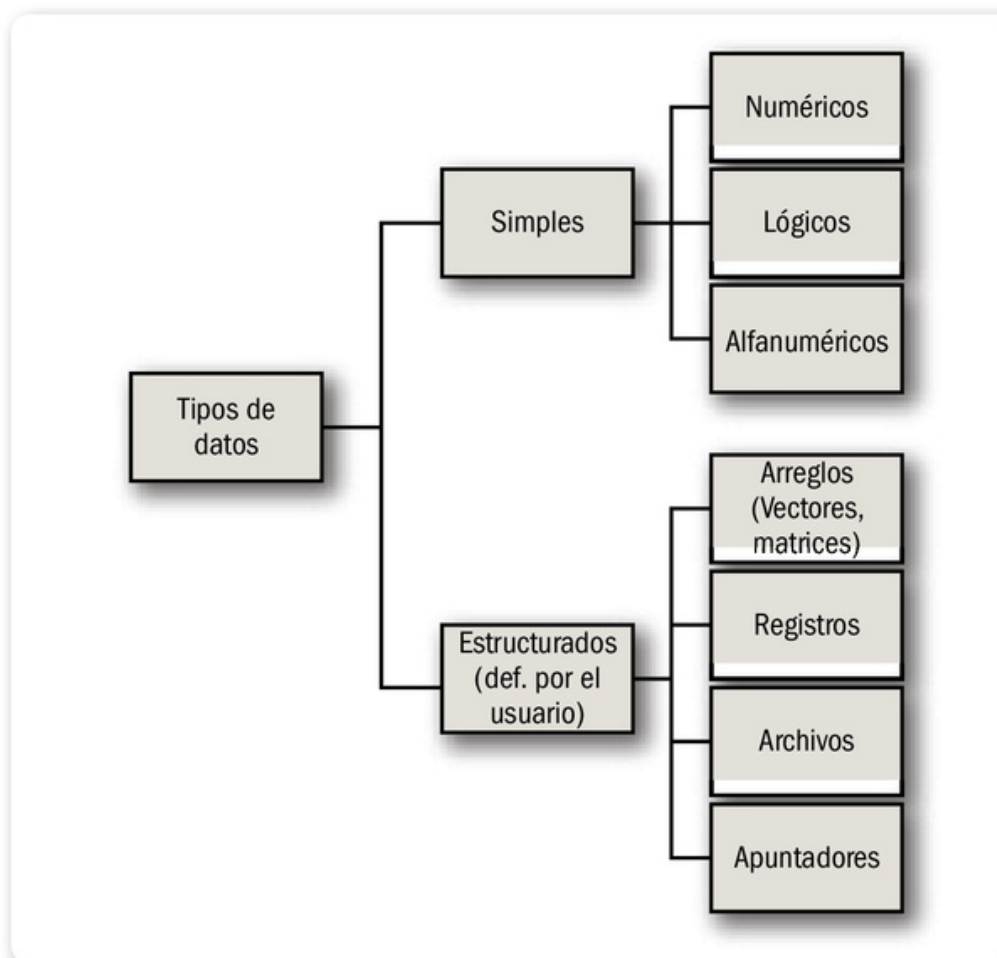 Tipos de
datos
Simples
Numéricos
Lógicos
Alfanuméricos
Estructurados
(def. por el
usuario)
Arreglos
(Vectores,
matrices)
Registros
Archivos
Apuntadores